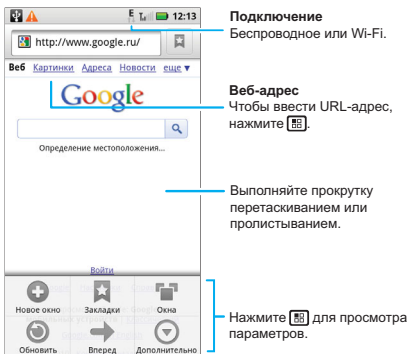 E
12:13
http://www.google.ru/
Веб Картинки Адреса Новости еще ▼
Google
Определение местоположения...
Войти
Новое окно Закладки Окна
Обновить Вперед Дополнительно
Подключение
Беспроводное или Wi-Fi.
Веб-адрес
Чтобы ввести URL-адрес,
нажмите .
Выполняйте прокрутку
перетаскиванием или
пролистыванием.
Нажмите для просмотра
параметров.